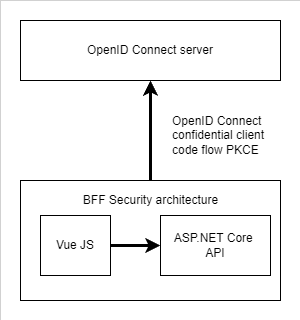 OpenID Connect server
OpenID Connect
confidential client
code flow PKCE
BFF Security architecture
Vue JS
ASP.NET Core
API